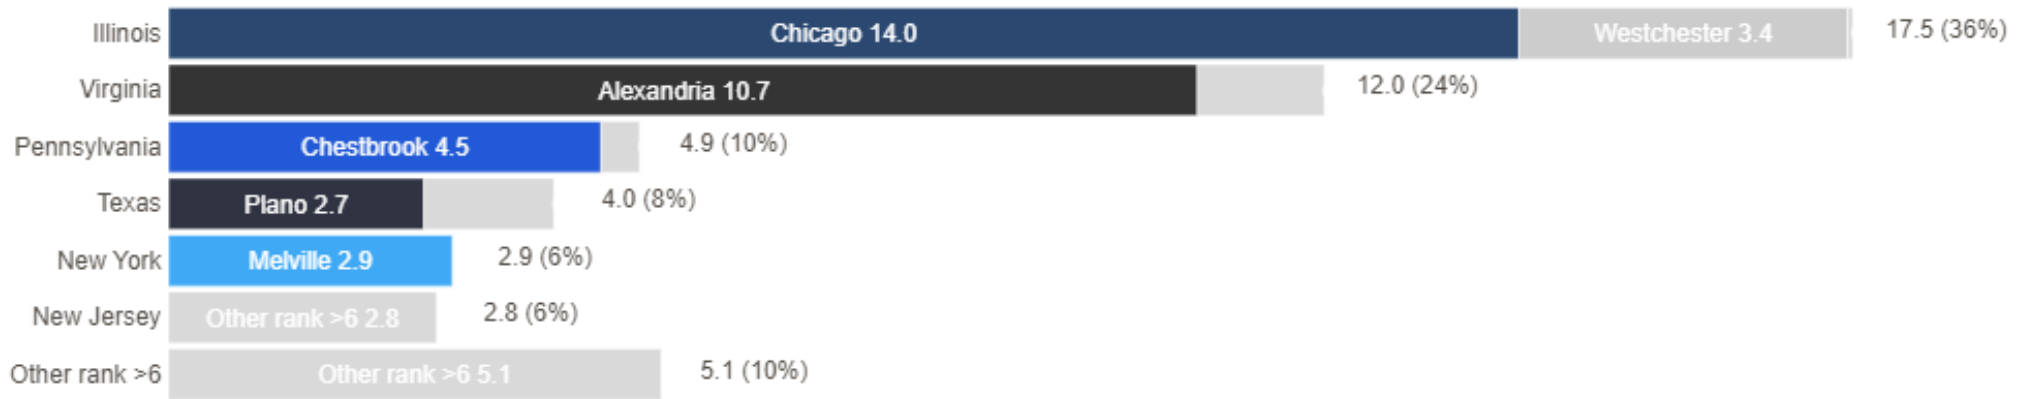 Illinois Chicago 14.0 Westchester 3.4 17.5 (36%)
Virginia Alexandria 10.7 12.0 (24%)
Pennsylvania Chestbrook 4.5 4.9 (10%)
Texas Plano 2.7 4.0 (8%)
New York Melville 2.9 2.9 (6%)
New Jersey Other rank >6 2.8 2.8 (6%)
Other rank >6 Other rank >6 5.1 5.1 (10%)